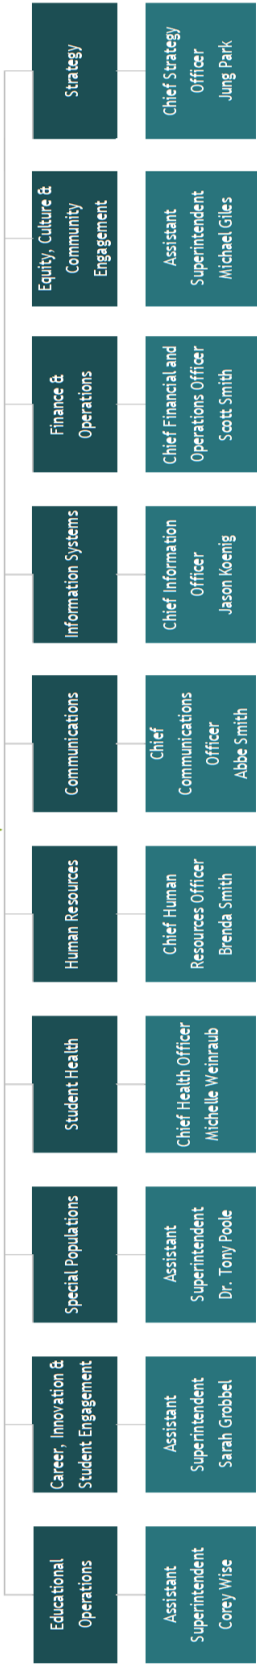 Educational
Operations
Assistant
Superintendent
Corey Wise
Career, Innovation &
Student Engagement
Assistant
Superintendent
Sarah Grobbel
Special Populations
Assistant
Superintendent
Dr. Tony Poole
Student Health
Chief Health Officer
Michelle Weinraub
Human Resources
Chief Human
Resources Officer
Brenda Smith
Communications
Chief
Communications
Officer
Abbe Smith
Information Systems
Chief Information
Officer
Jason Koenig
Finance &
Operations
Chief Financial and
Operations Officer
Scott Smith
Equity, Culture &
Community
Engagement
Assistant
Superintendent
Michael Giles
Strategy
Chief Strategy
Officer
Jung Park